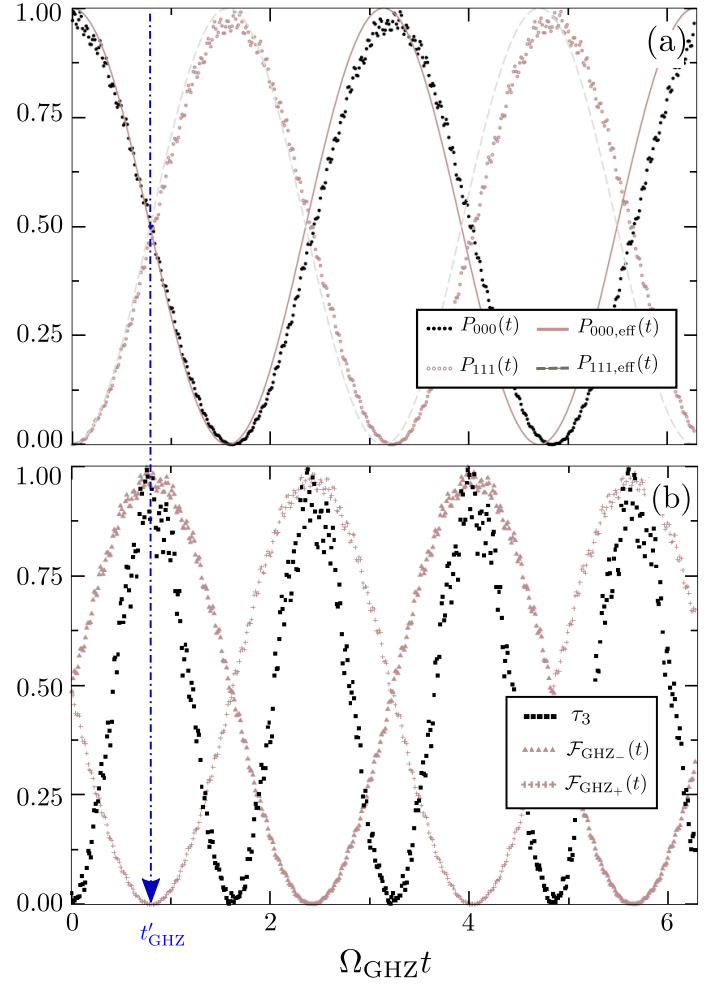 1.00
(a)
0.75
0.50
0.25
0.00
P₀₀₀(t)
P₀₀₀,eff(t)
P₁₁₁(t)
P₁₁₁,eff(t)
1.00
(b)
0.75
0.50
0.25
0.00
τ₃
𝓕GHZ₋(t)
𝓕GHZ₊(t)
0
2
4
6
t′GHZ
ΩGHZt